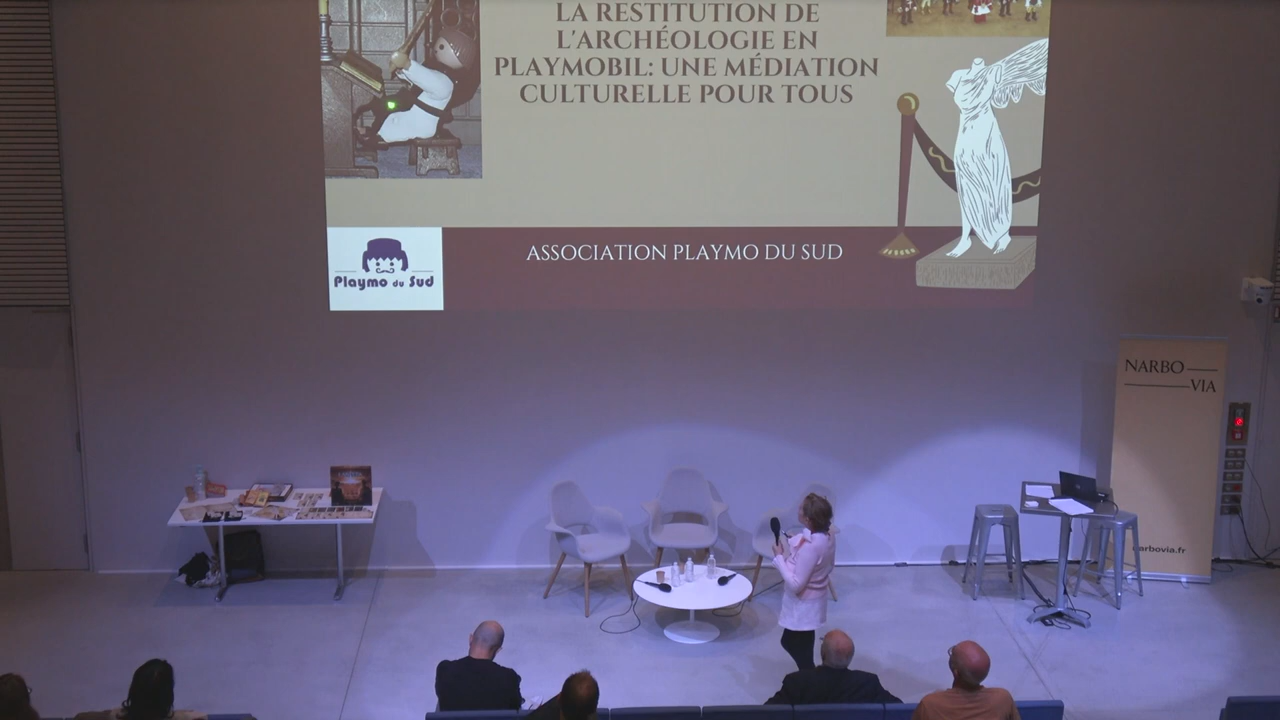 LA RESTITUTION DE
L'ARCHÉOLOGIE EN
PLAYMOBIL: UNE MÉDIATION
CULTURELLE POUR TOUS
ASSOCIATION PLAYMO DU SUD
Playmo du Sud
NARBO
VIA
narbovia.fr